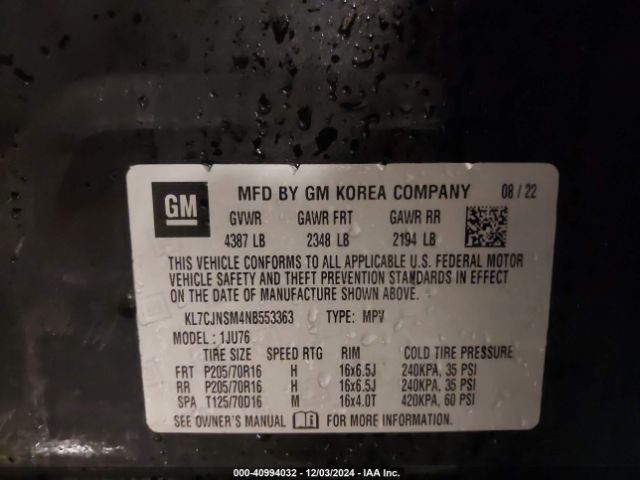 GM MFD BY GM KOREA COMPANY 08 / 22
GVWR GAWR FRT GAWR RR
4387 LB 2348 LB 2194 LB
THIS VEHICLE CONFORMS TO ALL APPLICABLE U.S. FEDERAL MOTOR
VEHICLE SAFETY AND THEFT PREVENTION STANDARDS IN EFFECT
ON THE DATE OF MANUFACTURE SHOWN ABOVE.
KL7CJNSM4NB553363 TYPE: MPV
MODEL: 1JU76
TIRE SIZE SPEED RTG RIM COLD TIRE PRESSURE
FRT P205/70R16 H 16x6.5J 240KPA, 35 PSI
RR P205/70R16 H 16x6.5J 240KPA, 35 PSI
SPA T125/70D16 M 16x4.0T 420KPA, 60 PSI
SEE OWNER'S MANUAL i FOR MORE INFORMATION.
000-40994032 - 12/03/2024 - IAA Inc.